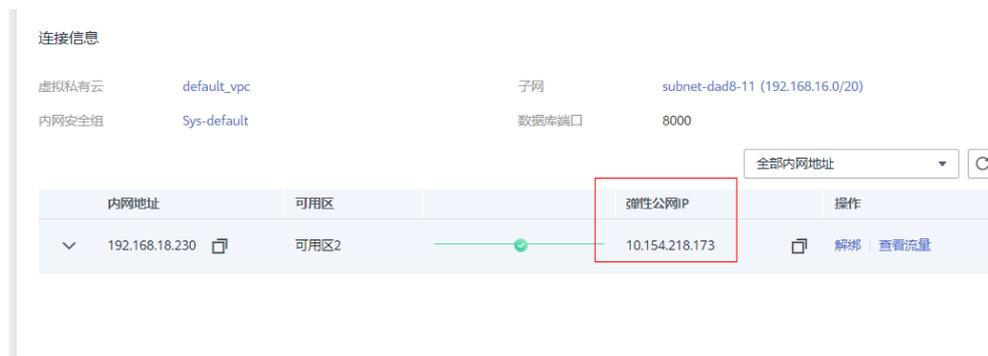 连接信息
虚拟私有云 default_vpc 子网 subnet-dad8-11 (192.168.16.0/20)
内网安全组 Sys-default 数据库端口 8000
全部内网地址
内网地址 可用区 弹性公网IP 操作
192.168.18.230 可用区2 10.154.218.173 解绑 查看流量